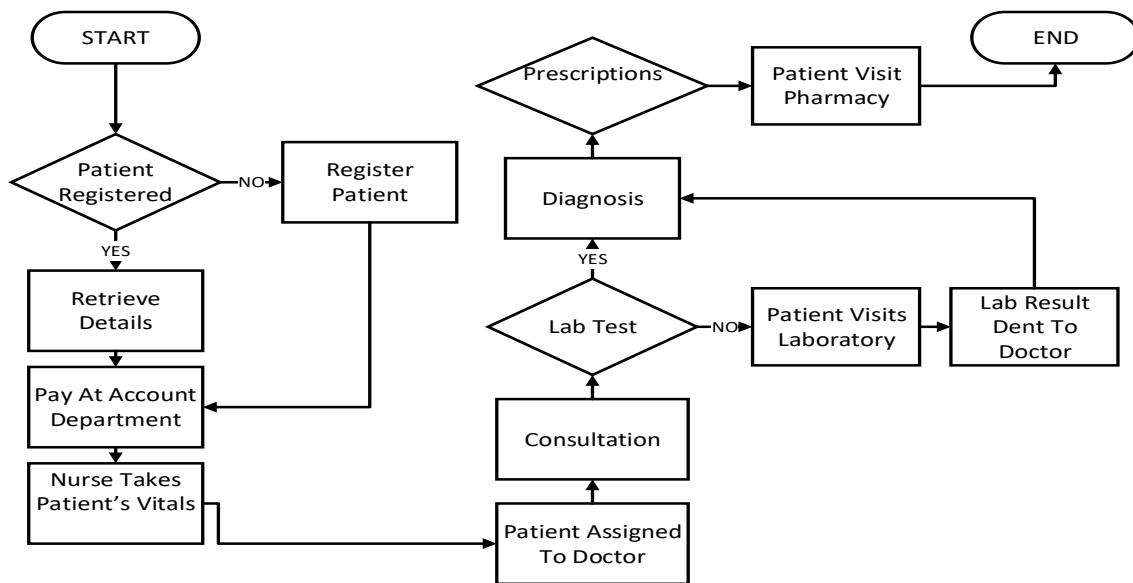 START
Patient
Registered
NO
Register
Patient
YES
Retrieve
Details
Pay At Account
Department
Nurse Takes
Patient's Vitals
Patient Assigned
To Doctor
Consultation
Lab Test
NO
Patient Visits
Laboratory
Lab Result
Dent To
Doctor
YES
Diagnosis
Prescriptions
Patient Visit
Pharmacy
END